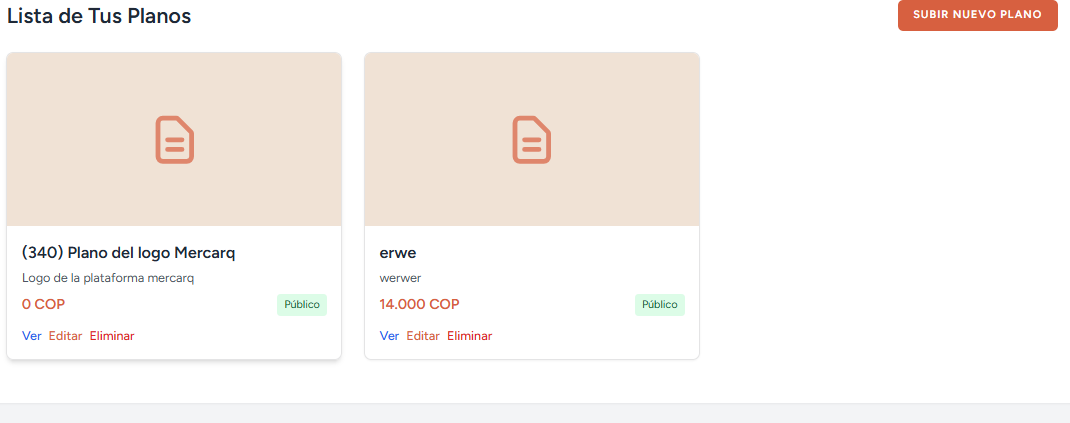 Lista de Tus Planos
SUBIR NUEVO PLANO
(340) Plano del logo Mercarq
Logo de la plataforma mercarq
0 COP
Público
Ver Editar Eliminar
erwe
werwer
14.000 COP
Público
Ver Editar Eliminar